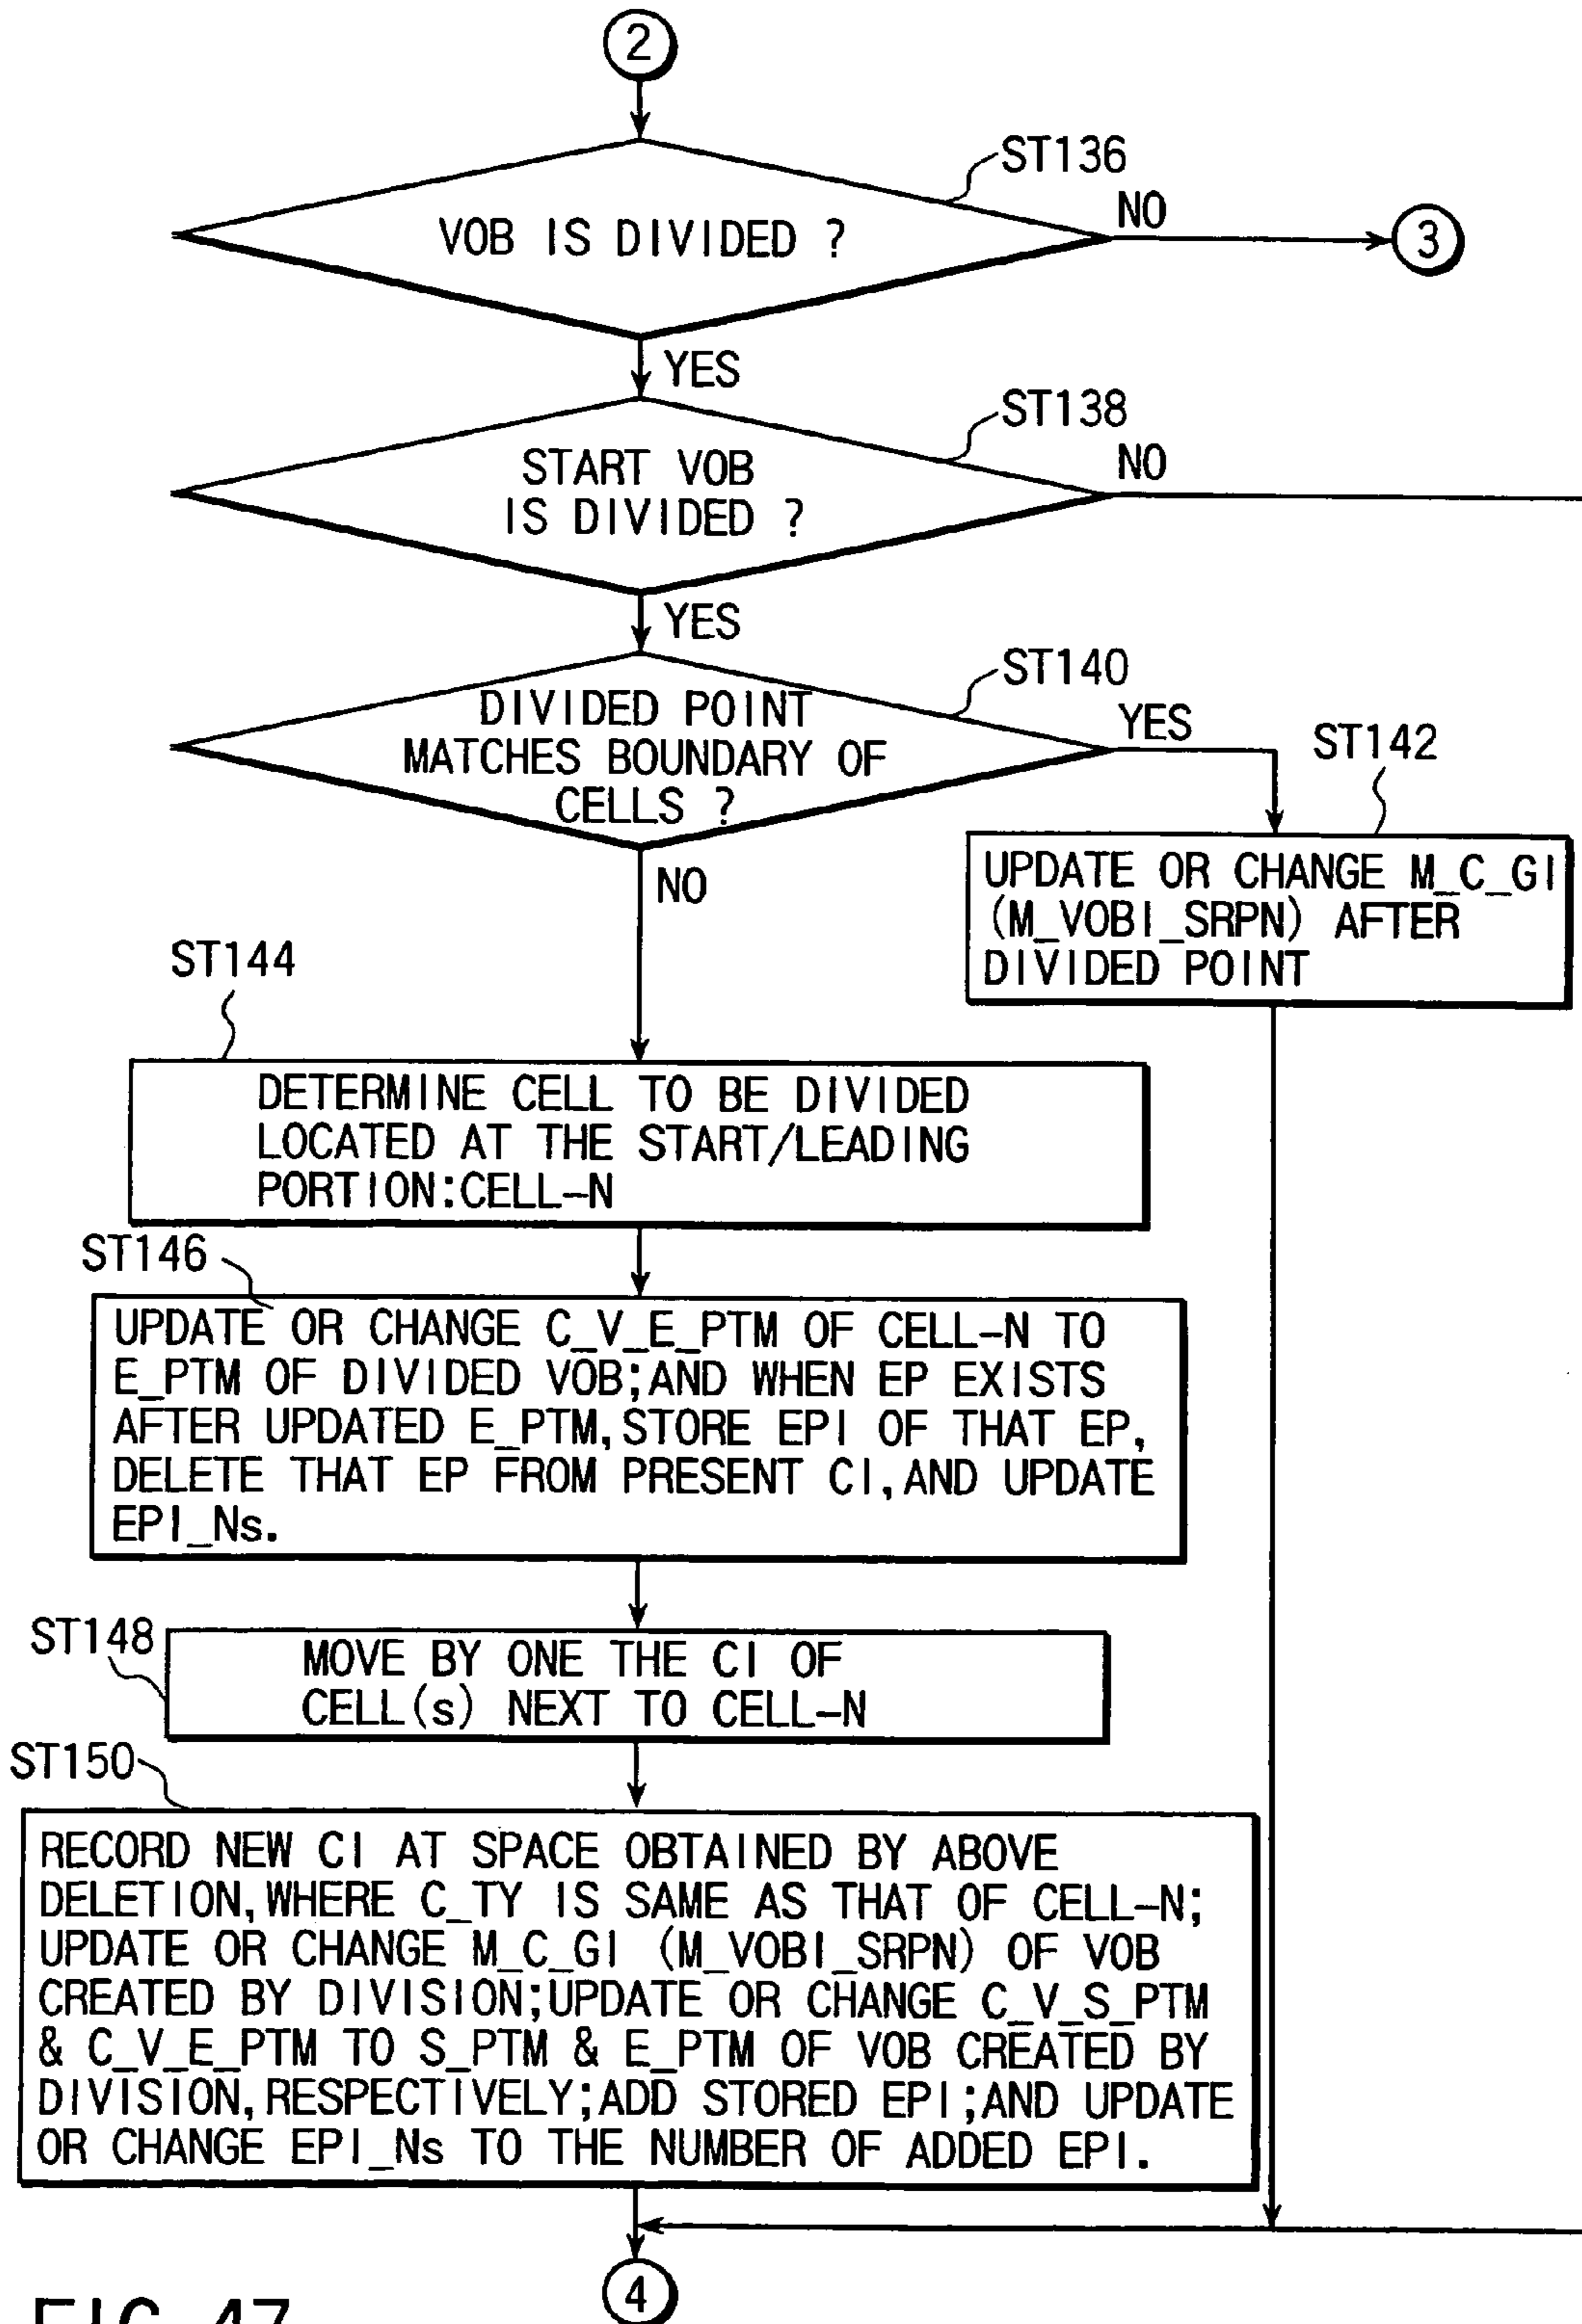 2
ST136
VOB IS DIVIDED ?
NO
3
YES
ST138
START VOB
IS DIVIDED ?
NO
YES
ST140
DIVIDED POINT
MATCHES BOUNDARY OF
CELLS ?
YES
ST142
NO
UPDATE OR CHANGE M_C_GI
(M_VOBI_SRPN) AFTER
DIVIDED POINT
ST144
DETERMINE CELL TO BE DIVIDED
LOCATED AT THE START/LEADING
PORTION:CELL-N
ST146
UPDATE OR CHANGE C_V_E_PTM OF CELL-N TO
E_PTM OF DIVIDED VOB;AND WHEN EP EXISTS
AFTER UPDATED E_PTM,STORE EPI OF THAT EP,
DELETE THAT EP FROM PRESENT CI,AND UPDATE
EPI_Ns.
ST148
MOVE BY ONE THE CI OF
CELL(s) NEXT TO CELL-N
ST150
RECORD NEW CI AT SPACE OBTAINED BY ABOVE
DELETION,WHERE C_TY IS SAME AS THAT OF CELL-N;
UPDATE OR CHANGE M_C_GI (M_VOBI_SRPN) OF VOB
CREATED BY DIVISION;UPDATE OR CHANGE C_V_S_PTM
& C_V_E_PTM TO S_PTM & E_PTM OF VOB CREATED BY
DIVISION,RESPECTIVELY;ADD STORED EPI;AND UPDATE
OR CHANGE EPI_Ns TO THE NUMBER OF ADDED EPI.
4
FIG. 47